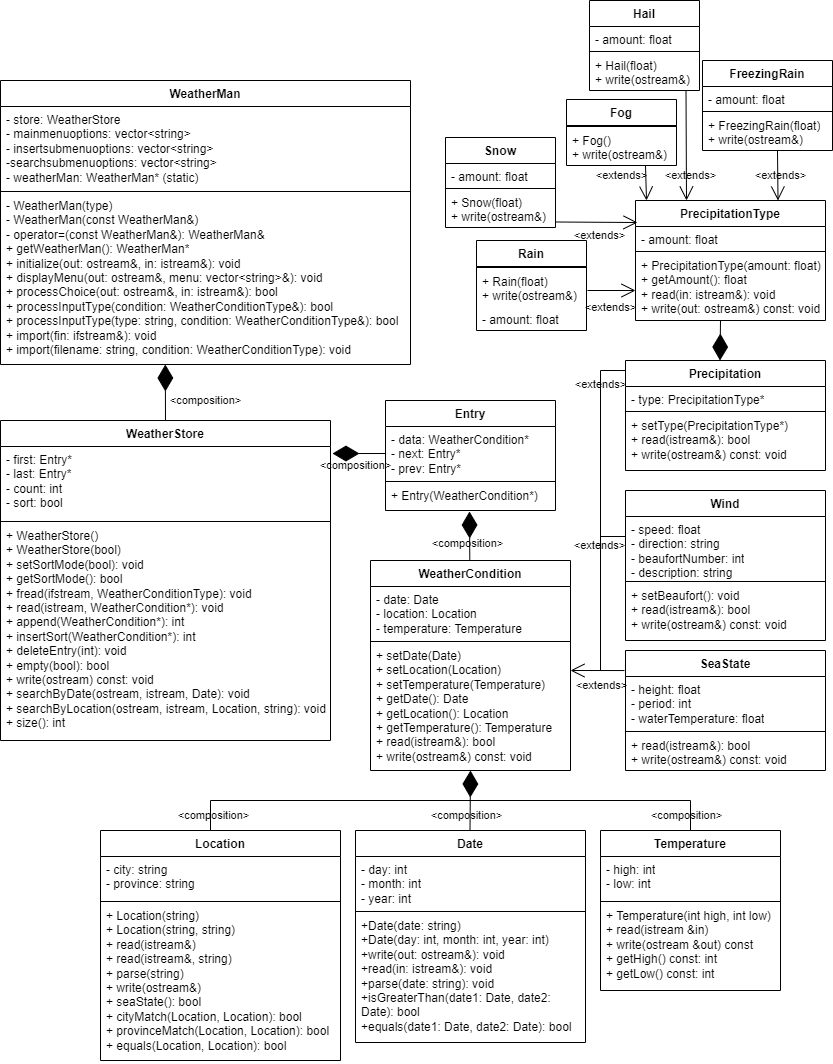 Hail
- amount: float
+ Hail(float)
+ write(ostream&)
FreezingRain
- amount: float
+ FreezingRain(float)
+ write(ostream&)
Fog
+ Fog()
+ write(ostream&)
Snow
- amount: float
+ Snow(float)
+ write(ostream&)
Rain
+ Rain(float)
+ write(ostream&)
- amount: float
<extends>
<extends>
<extends>
<extends>
<extends>
PrecipitationType
- amount: float
+ PrecipitationType(amount: float)
+ getAmount(): float
+ read(in: istream&): void
+ write(out: ostream&) const: void
WeatherMan
- store: WeatherStore
- mainmenuoptions: vector<string>
- insertsubmenuoptions: vector<string>
-searchsubmenuoptions: vector<string>
- weatherMan: WeatherMan* (static)
- WeatherMan(type)
- WeatherMan(const WeatherMan&)
- operator=(const WeatherMan&): WeatherMan&
+ getWeatherMan(): WeatherMan*
+ initialize(out: ostream&, in: istream&): void
+ displayMenu(out: ostream&, menu: vector<string>&): void
+ processChoice(out: ostream&, in: istream&): bool
+ processInputType(condition: WeatherConditionType&): bool
+ processInputType(type: string, condition: WeatherConditionType&): bool
+ import(fin: ifstream&): void
+ import(filename: string, condition: WeatherConditionType): void
<composition>
WeatherStore
- first: Entry*
- last: Entry*
- count: int
- sort: bool
+ WeatherStore()
+ WeatherStore(bool)
+ setSortMode(bool): void
+ getSortMode(): bool
+ fread(ifstream, WeatherConditionType): void
+ read(istream, WeatherCondition*): void
+ append(WeatherCondition*): int
+ insertSort(WeatherCondition*): int
+ deleteEntry(int): void
+ empty(bool): bool
+ write(ostream) const: void
+ searchByDate(ostream, istream, Date): void
+ searchByLocation(ostream, istream, Location, string): void
+ size(): int
<composition>
Entry
- data: WeatherCondition*
- next: Entry*
- prev: Entry*
+ Entry(WeatherCondition*)
<composition>
WeatherCondition
- date: Date
- location: Location
- temperature: Temperature
+ setDate(Date)
+ setLocation(Location)
+ setTemperature(Temperature)
+ getDate(): Date
+ getLocation(): Location
+ getTemperature(): Temperature
+ read(istream&): bool
+ write(ostream&) const: void
<extends>
Precipitation
- type: PrecipitationType*
+ setType(PrecipitationType*)
+ read(istream&): bool
+ write(ostream&) const: void
<extends>
Wind
- speed: float
- direction: string
- beaufortNumber: int
- description: string
+ setBeaufort(): void
+ read(istream&): bool
+ write(ostream&) const: void
<extends>
SeaState
- height: float
- period: int
- waterTemperature: float
+ read(istream&): bool
+ write(ostream&) const: void
<composition>
<composition>
<composition>
Location
- city: string
- province: string
+ Location(string)
+ Location(string, string)
+ read(istream&)
+ read(istream&, string)
+ parse(string)
+ write(ostream&)
+ seaState(): bool
+ cityMatch(Location, Location): bool
+ provinceMatch(Location, Location): bool
+ equals(Location, Location): bool
Date
- day: int
- month: int
- year: int
+Date(date: string)
+Date(day: int, month: int, year: int)
+write(out: ostream&): void
+read(in: istream&): void
+parse(date: string): void
+isGreaterThan(date1: Date, date2:
Date): bool
+equals(date1: Date, date2: Date): bool
Temperature
- high: int
- low: int
+ Temperature(int high, int low)
+ read(istream &in)
+ write(ostream &out) const
+ getHigh() const: int
+ getLow() const: int